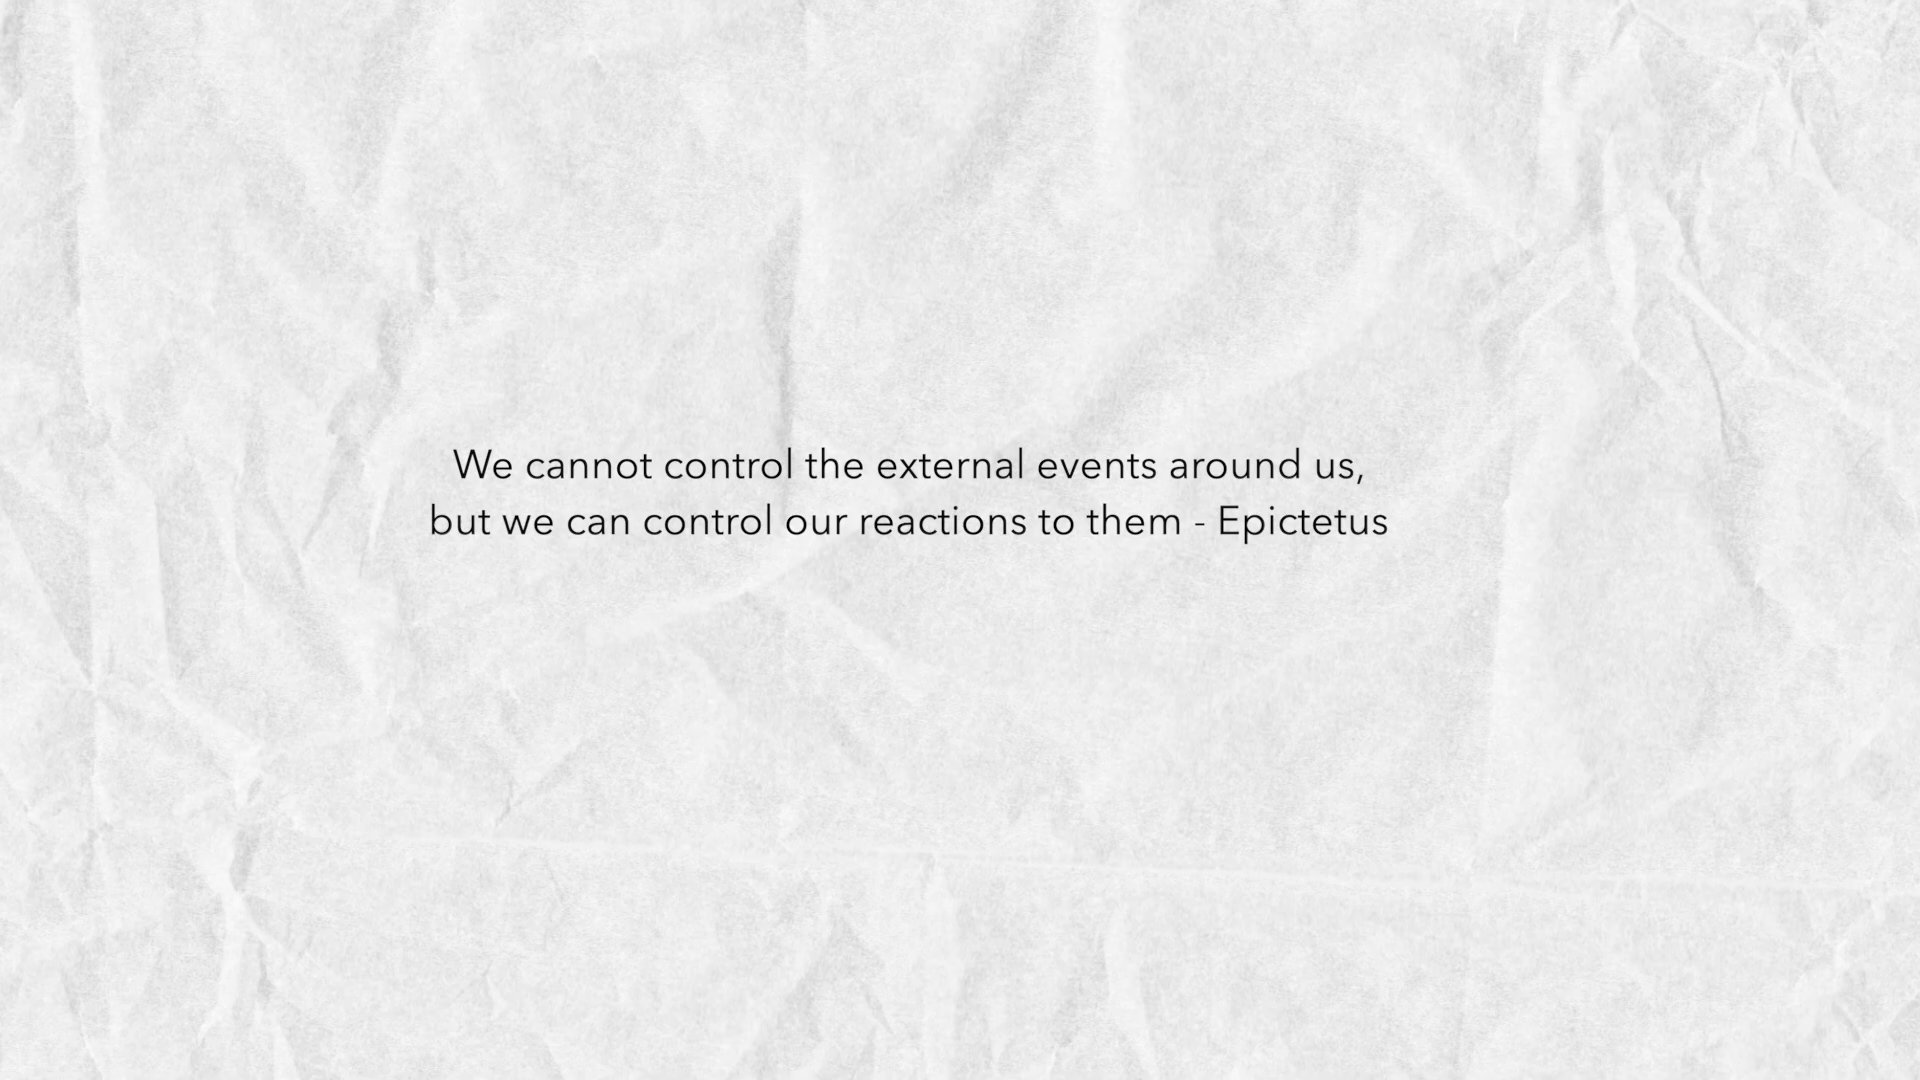 We cannot control the external events around us,
but we can control our reactions to them - Epictetus